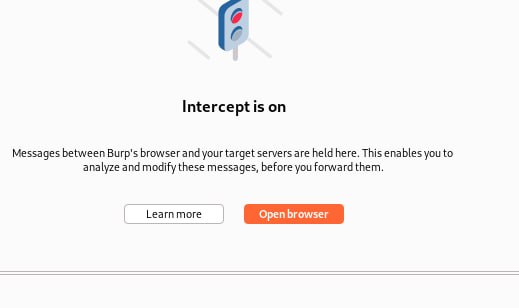 Intercept is on
Messages between Burp's browser and your target servers are held here. This enables you to
analyze and modify these messages, before you forward them.
Learn more
Open browser